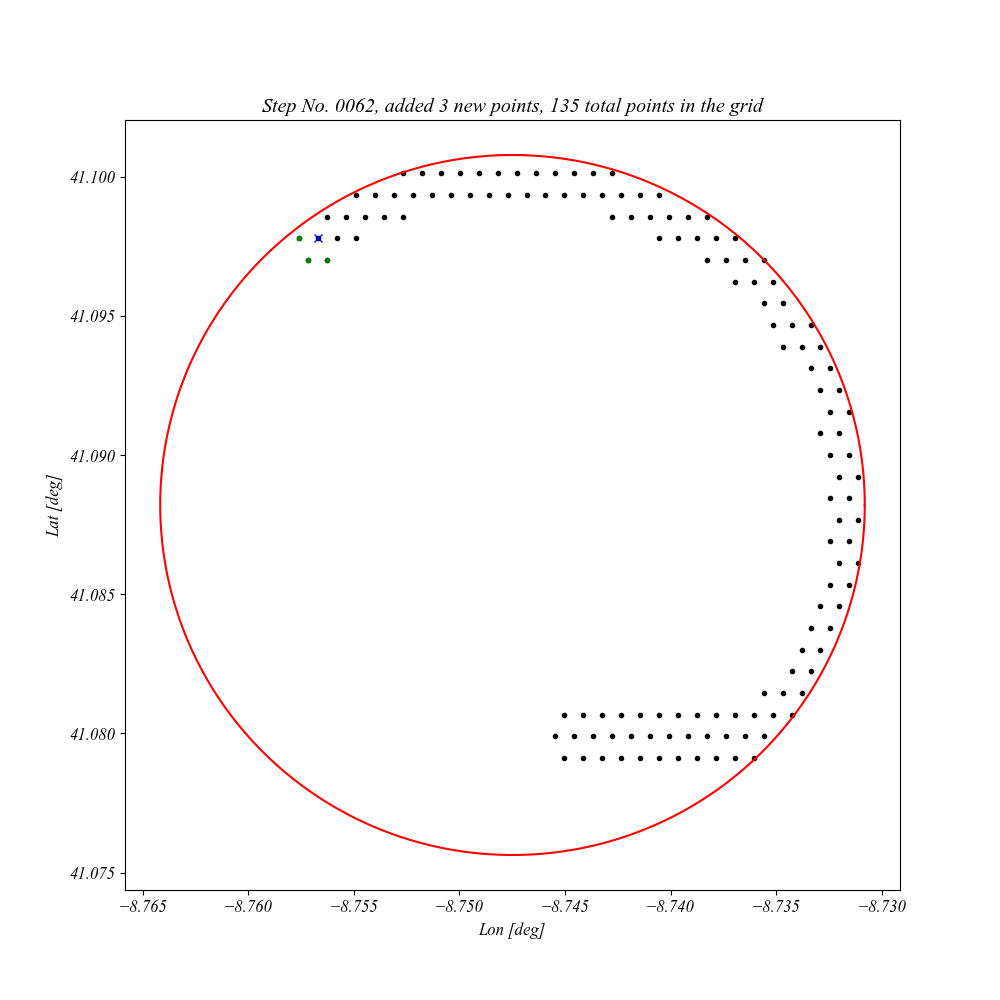 Step No. 0062, added 3 new points, 135 total points in the grid
41.100
41.095
41.090
41.085
41.080
41.075
Lat [deg]
−8.765 −8.760 −8.755 −8.750 −8.745 −8.740 −8.735 −8.730
Lon [deg]